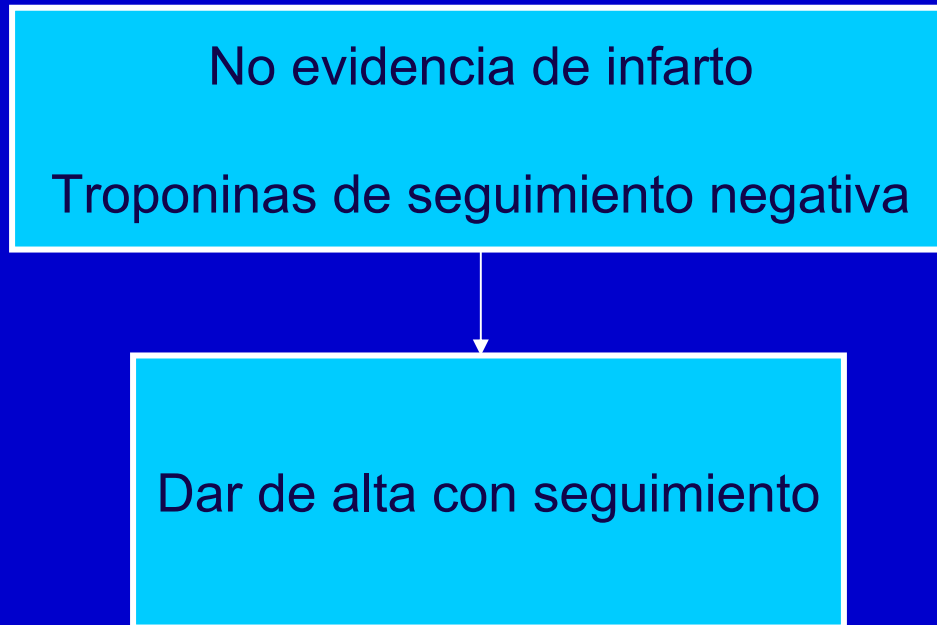 No evidencia de infarto
Troponinas de seguimiento negativa
Dar de alta con seguimiento